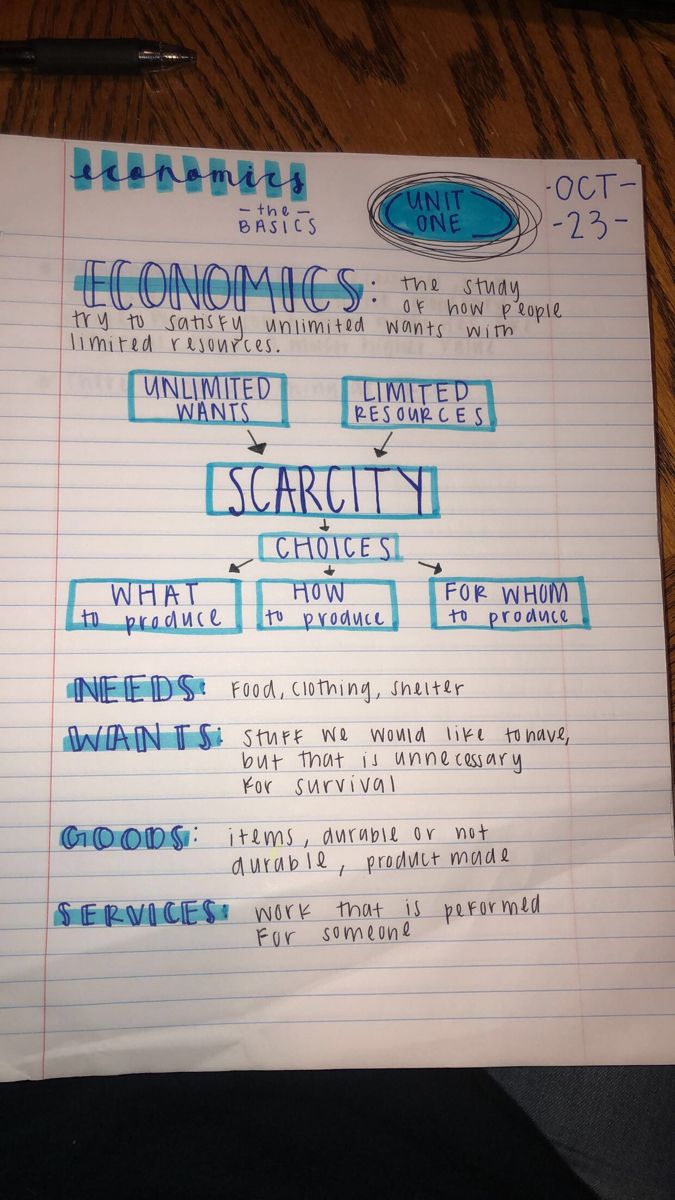 economics
- the -
BASICS
UNIT
ONE
-OCT-
-23-
ECONOMICS: the study
of how people
try to satisfy unlimited wants with
limited resources.
UNLIMITED
WANTS
LIMITED
RESOURCES
SCARCITY
CHOICES
WHAT
to produce
HOW
to produce
FOR WHOM
to produce
NEEDS: Food, clothing, shelter
WANTS: stuff we would like to have,
but that is unnecessary
for survival
GOODS: items, durable or not
durable, product made
SERVICES: work that is peformed
for someone